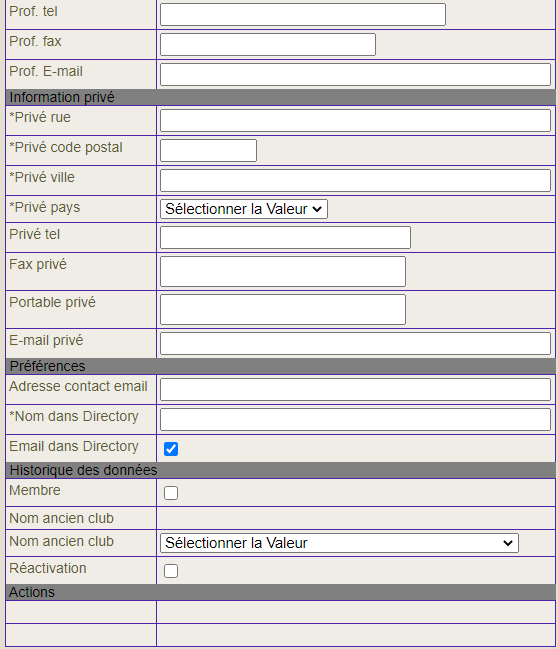 Prof. tel
Prof. fax
Prof. E-mail
Information privé
*Privé rue
*Privé code postal
*Privé ville
*Privé pays Sélectionner la Valeur
Privé tel
Fax privé
Portable privé
E-mail privé
Préférences
Adresse contact email
*Nom dans Directory
Email dans Directory
Historique des données
Membre
Nom ancien club
Nom ancien club Sélectionner la Valeur
Réactivation
Actions